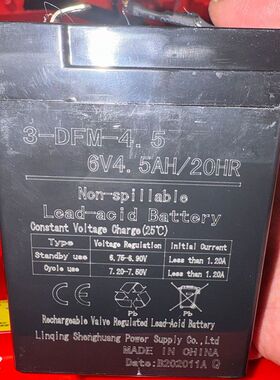 3-DFM-4.5
6V4.5AH/20HR
Non-spillable
Lead-acid Battery
Constant Voltage Charge(25℃)
Type Voltage Regulation Initial Current
Standby use 6.75-6.90V Less than 1.20A
Cycle use 7.20-7.50V Less than 1.20A
Pb Pb
Rechargeable Valve Regulated Lead-Acid Battery
Linqing Shenghuang Power Supply Co., Ltd
MADE IN CHINA
Date:B202011A Q